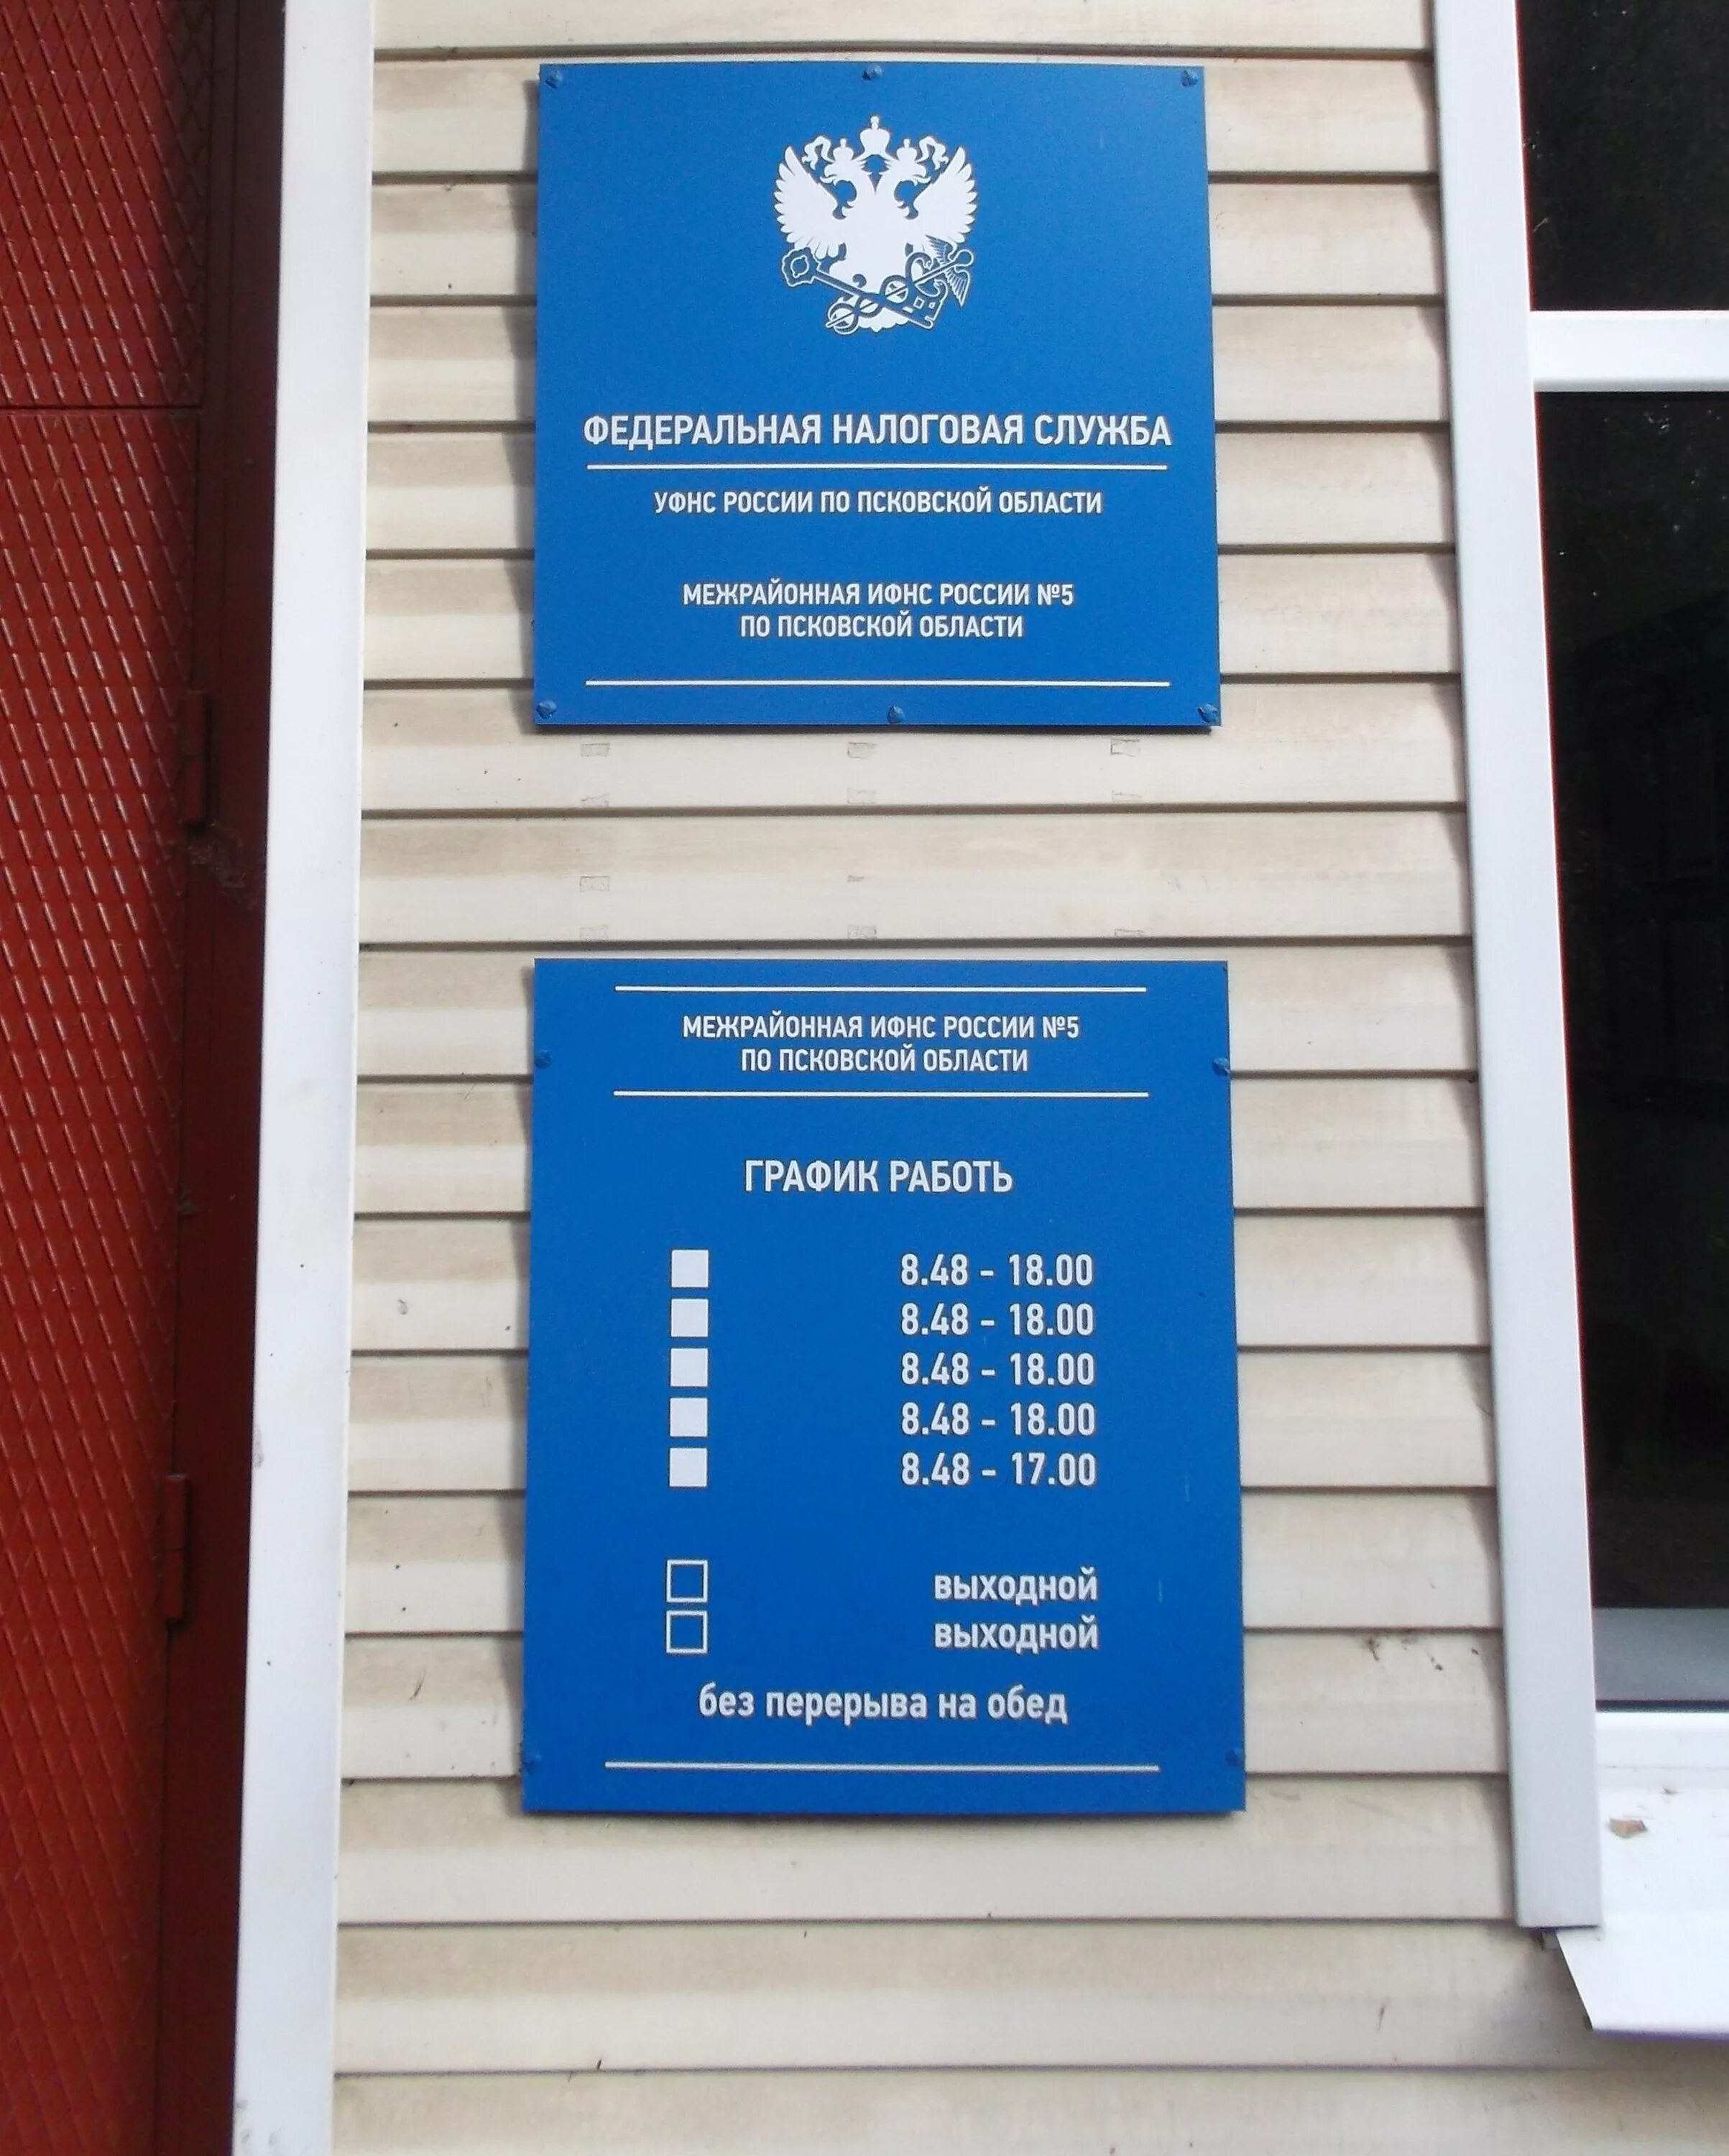 ФЕДЕРАЛЬНАЯ НАЛОГОВАЯ СЛУЖБА
УФНС РОССИИ ПО ПСКОВСКОЙ ОБЛАСТИ
МЕЖРАЙОННАЯ ИФНС РОССИИ №5
ПО ПСКОВСКОЙ ОБЛАСТИ
МЕЖРАЙОННАЯ ИФНС РОССИИ №5
ПО ПСКОВСКОЙ ОБЛАСТИ
ГРАФИК РАБОТЬ
8.48 - 18.00
8.48 - 18.00
8.48 - 18.00
8.48 - 18.00
8.48 - 17.00
выходной
выходной
без перерыва на обед